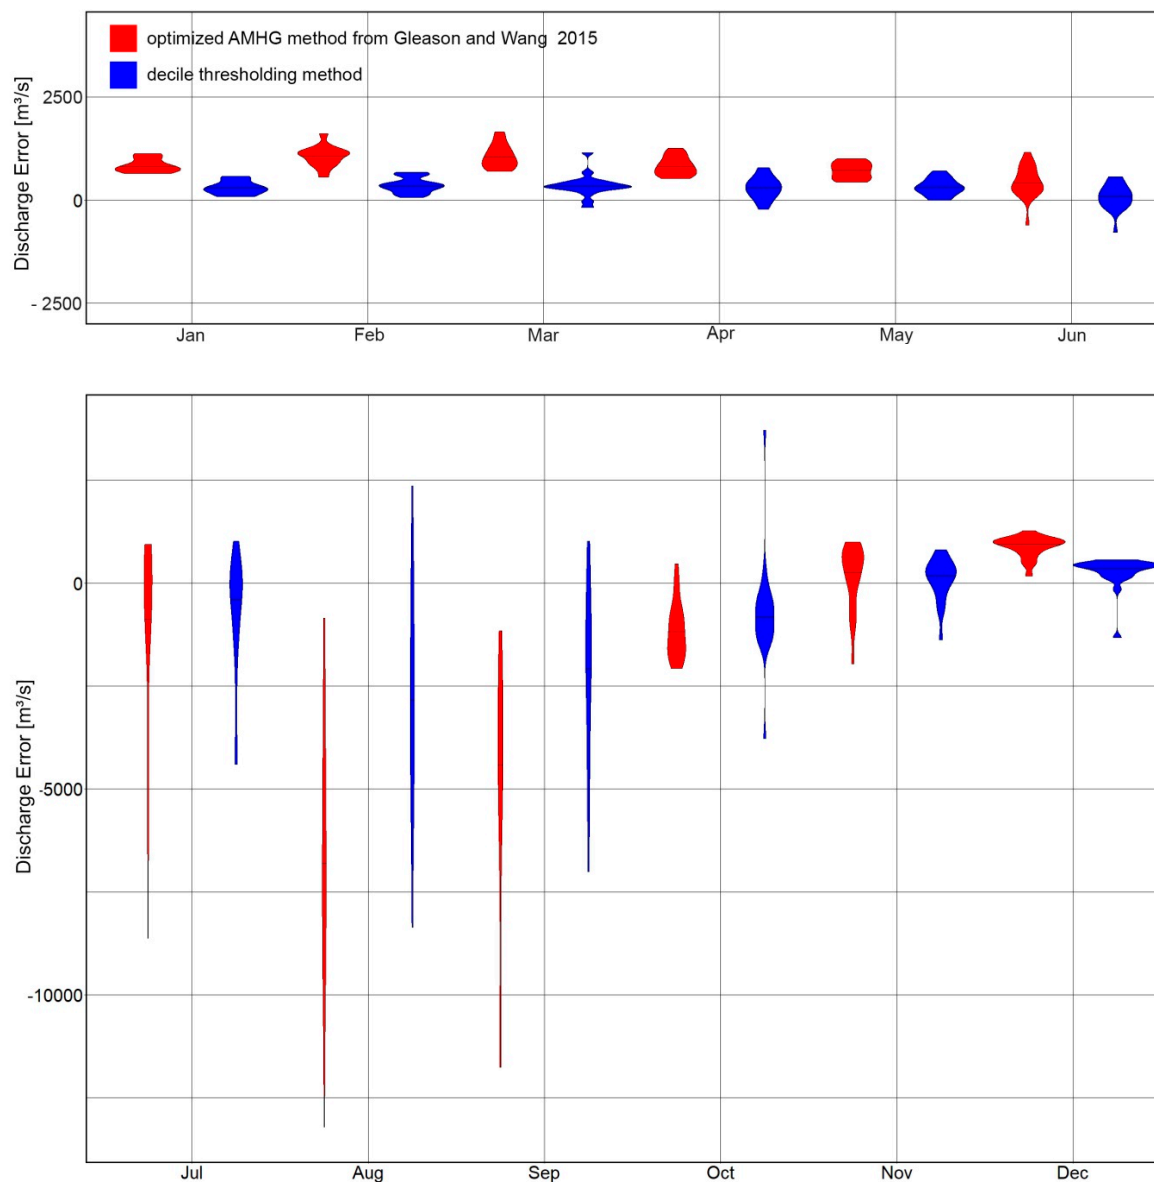 optimized AMHG method from Gleason and Wang 2015
decile thresholding method
Discharge Error [m³/s]
2500
0
- 2500
Jan Feb Mar Apr May Jun
Discharge Error [m³/s]
0
-5000
-10000
Jul Aug Sep Oct Nov Dec